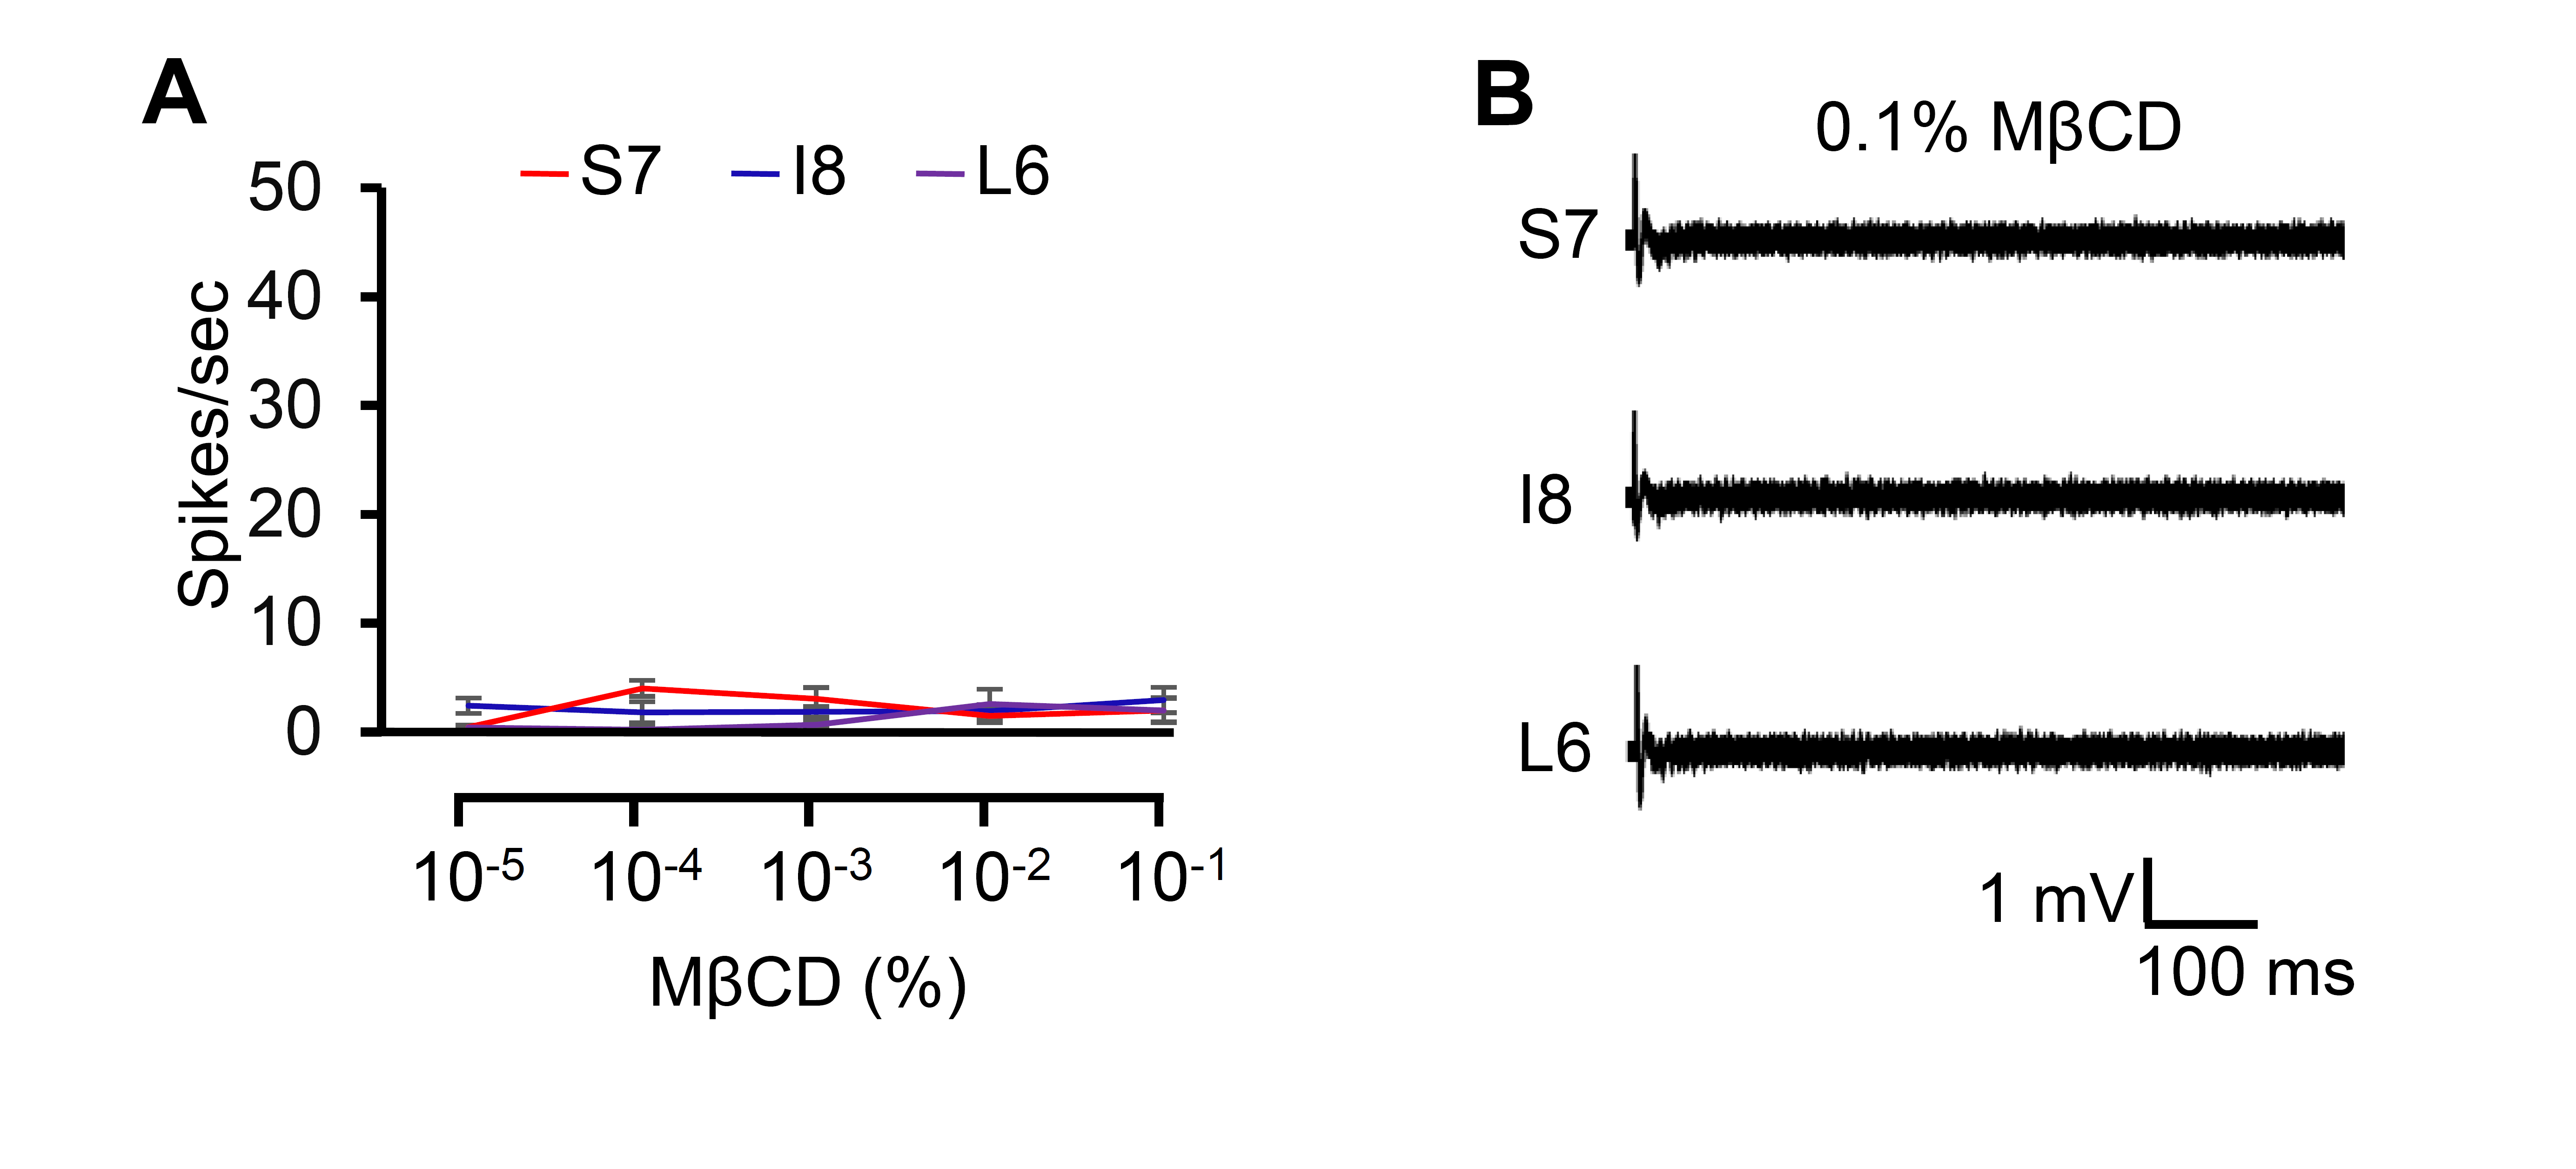 A
S7 I8 L6
50
40
30
20
10
0
Spikes/sec
10⁻⁵ 10⁻⁴ 10⁻³ 10⁻² 10⁻¹
MβCD (%)
B
0.1% MβCD
S7
I8
L6
1 mV
100 ms